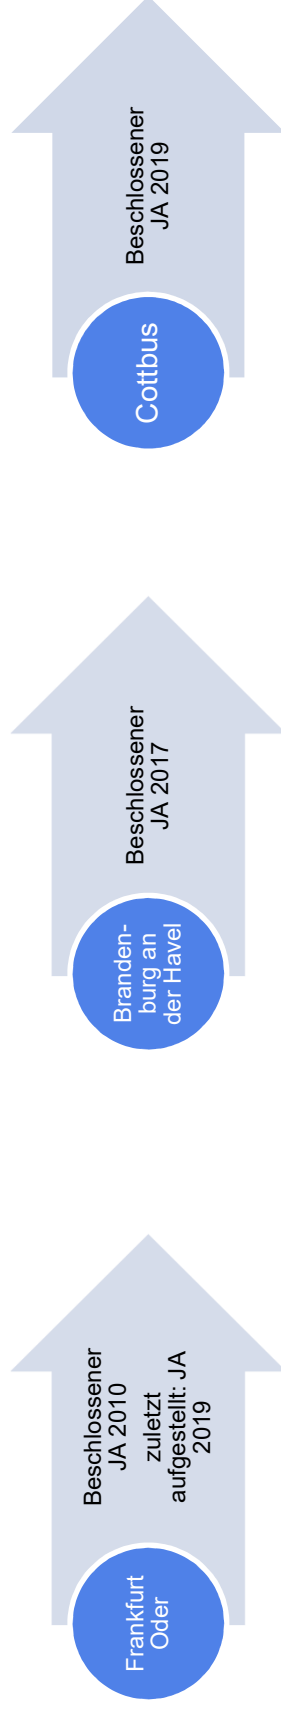 Frankfurt
Oder
Beschlossener
JA 2010
zuletzt
aufgestellt: JA
2019
Branden-
burg an
der Havel
Beschlossener
JA 2017
Cottbus
Beschlossener
JA 2019